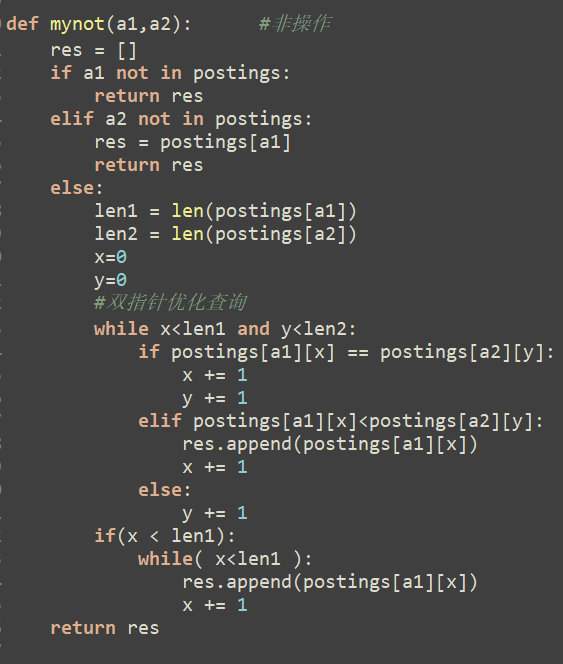 def mynot(a1,a2):      #非操作
    res = []
    if a1 not in postings:
        return res
    elif a2 not in postings:
        res = postings[a1]
        return res
    else:
        len1 = len(postings[a1])
        len2 = len(postings[a2])
        x=0
        y=0
        #双指针优化查询
        while x<len1 and y<len2:
            if postings[a1][x] == postings[a2][y]:
                x += 1
                y += 1
            elif postings[a1][x]<postings[a2][y]:
                res.append(postings[a1][x])
                x += 1
            else:
                y += 1
        if(x < len1):
            while( x<len1 ):
                res.append(postings[a1][x])
                x += 1
    return res